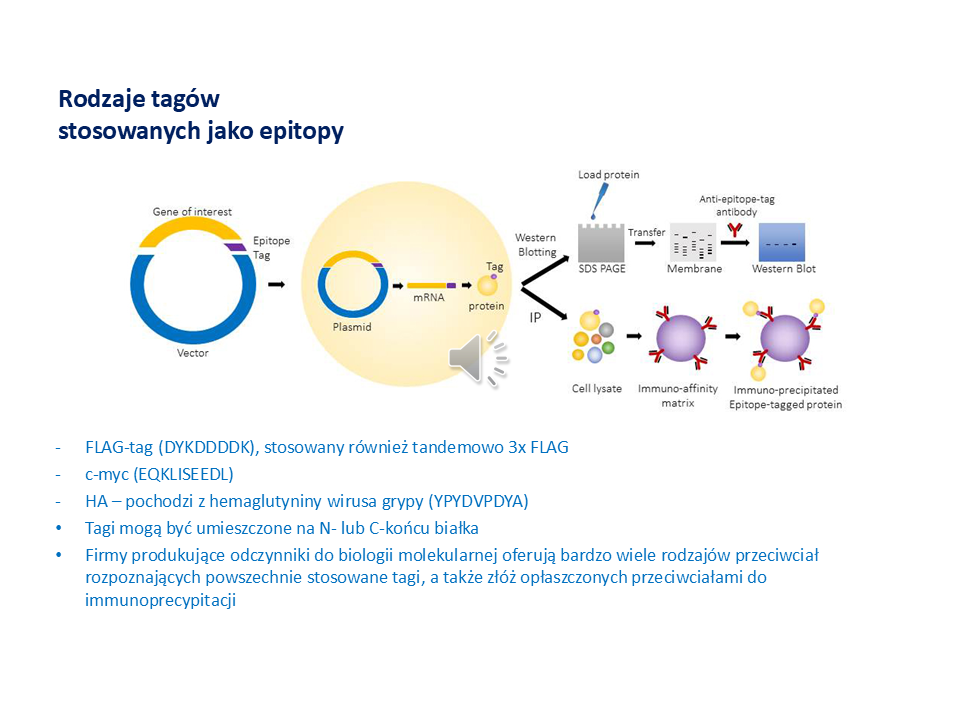 Rodzaje tagów
stosowanych jako epitopy
Load protein
Gene of interest
Epitope
Tag
Vector
Plasmid
mRNA
Tag
protein
Western
Blotting
IP
SDS PAGE
Transfer
Membrane
Anti-epitope-tag
antibody
Western Blot
Cell lysate
Immuno-affinity
matrix
Immuno-precipitated
Epitope-tagged protein
- FLAG-tag (DYKDDDDK), stosowany również tandemowo 3x FLAG
- c-myc (EQKLISEEDL)
- HA – pochodzi z hemaglutyniny wirusa grypy (YPYDVPDYA)
• Tagi mogą być umieszczone na N- lub C-końcu białka
• Firmy produkujące odczynniki do biologii molekularnej oferują bardzo wiele rodzajów przeciwciał
rozpoznających powszechnie stosowane tagi, a także złóż opłaszczonych przeciwciałami do
immunoprecypitacji